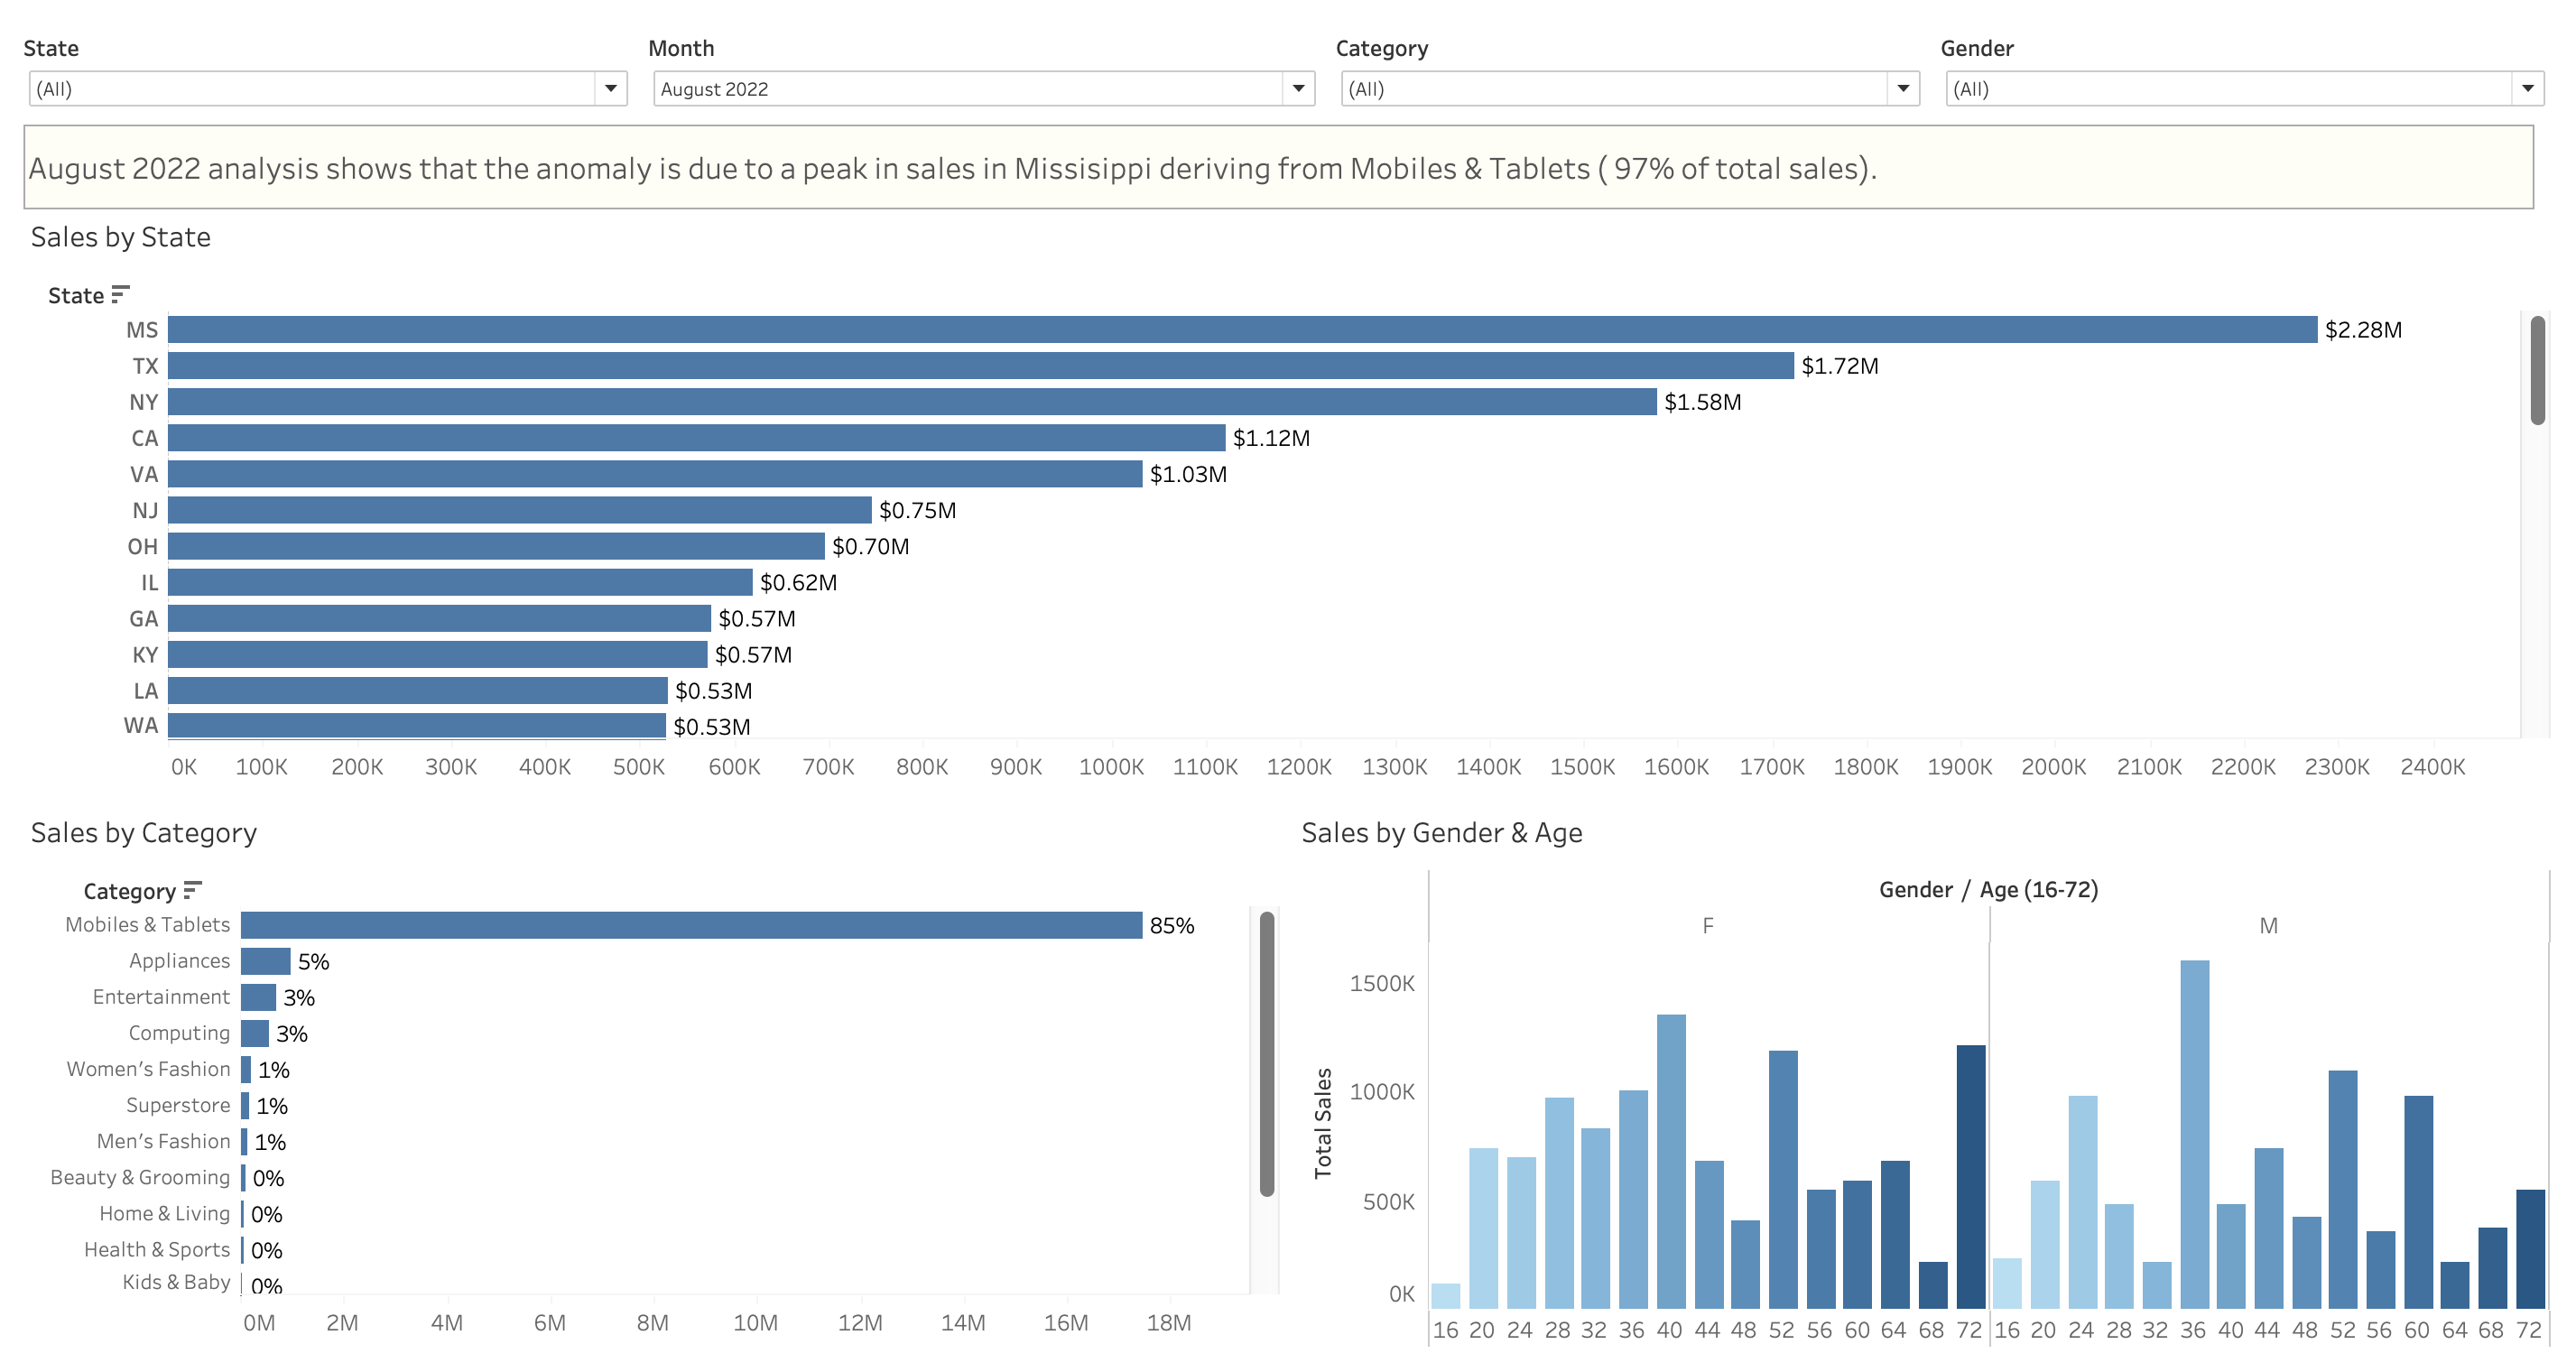 State Month Category Gender
(All) August 2022 (All) (All)
August 2022 analysis shows that the anomaly is due to a peak in sales in Missisippi deriving from Mobiles & Tablets ( 97% of total sales).
Sales by State
State
MS $2.28M
TX $1.72M
NY $1.58M
CA $1.12M
VA $1.03M
NJ $0.75M
OH $0.70M
IL $0.62M
GA $0.57M
KY $0.57M
LA $0.53M
WA $0.53M
0K 100K 200K 300K 400K 500K 600K 700K 800K 900K 1000K 1100K 1200K 1300K 1400K 1500K 1600K 1700K 1800K 1900K 2000K 2100K 2200K 2300K 2400K
Sales by Category
Category
Mobiles & Tablets 85%
Appliances 5%
Entertainment 3%
Computing 3%
Women's Fashion 1%
Superstore 1%
Men's Fashion 1%
Beauty & Grooming 0%
Home & Living 0%
Health & Sports 0%
Kids & Baby 0%
0M 2M 4M 6M 8M 10M 12M 14M 16M 18M
Sales by Gender & Age
Gender / Age (16-72)
F M
Total Sales
1500K
1000K
500K
0K
16 20 24 28 32 36 40 44 48 52 56 60 64 68 72 16 20 24 28 32 36 40 44 48 52 56 60 64 68 72